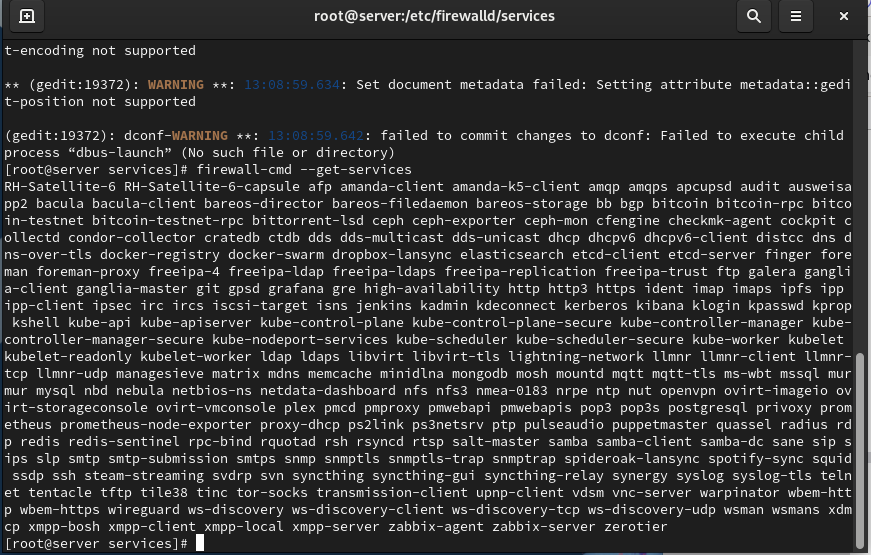 root@server:/etc/firewalld/services
t-encoding not supported
** (gedit:19372): WARNING **: 13:08:59.634: Set document metadata failed: Setting attribute metadata::gedi
t-position not supported
(gedit:19372): dconf-WARNING **: 13:08:59.642: failed to commit changes to dconf: Failed to execute child
process “dbus-launch” (No such file or directory)
[root@server services]# firewall-cmd --get-services
RH-Satellite-6 RH-Satellite-6-capsule afp amanda-client amanda-k5-client amqp amqps apcupsd audit ausweisa
pp2 bacula bacula-client bareos-director bareos-filedaemon bareos-storage bb bgp bitcoin bitcoin-rpc bitco
in-testnet bitcoin-testnet-rpc bittorrent-lsd ceph ceph-exporter ceph-mon cfengine checkmk-agent cockpit c
ollectd condor-collector cratedb ctdb dds dds-multicast dds-unicast dhcp dhcpv6 dhcpv6-client distcc dns d
ns-over-tls docker-registry docker-swarm dropbox-lansync elasticsearch etcd-client etcd-server finger fore
man foreman-proxy freeipa-4 freeipa-ldap freeipa-ldaps freeipa-replication freeipa-trust ftp galera gangli
a-client ganglia-master git gpsd grafana gre high-availability http http3 https ident imap imaps ipfs ipp
ipp-client ipsec irc ircs iscsi-target isns jenkins kadmin kdeconnect kerberos kibana klogin kpasswd kprop
kshell kube-api kube-apiserver kube-control-plane kube-control-plane-secure kube-controller-manager kube-
controller-manager-secure kube-nodeport-services kube-scheduler kube-scheduler-secure kube-worker kubelet
kubelet-readonly kubelet-worker ldap ldaps libvirt libvirt-tls lightning-network llmnr llmnr-client llmnr-
tcp llmnr-udp managesieve matrix mdns memcache minidlna mongodb mosh mountd mqtt mqtt-tls ms-wbt mssql mur
mur mysql nbd nebula netbios-ns netdata-dashboard nfs nfs3 nmea-0183 nrpe ntp nut openvpn ovirt-imageio ov
irt-storageconsole ovirt-vmconsole plex pmcd pmproxy pmwebapi pmwebapis pop3 pop3s postgresql privoxy prom
etheus prometheus-node-exporter proxy-dhcp ps2link ps3netsrv ptp pulseaudio puppetmaster quassel radius rd
p redis redis-sentinel rpc-bind rquotad rsh rsyncd rtsp salt-master samba samba-client samba-dc sane sip s
ips slp smtp smtp-submission smtps snmp snmptls snmptls-trap snmptrap spideroak-lansync spotify-sync squid
ssdp ssh steam-streaming svdrp svn syncthing syncthing-gui syncthing-relay synergy syslog syslog-tls teln
et tentacle tftp tile38 tinc tor-socks transmission-client upnp-client vdsm vnc-server warpinator wbem-htt
p wbem-https wireguard ws-discovery ws-discovery-client ws-discovery-tcp ws-discovery-udp wsman wsmans xdm
cp xmpp-bosh xmpp-client xmpp-local xmpp-server zabbix-agent zabbix-server zerotier
[root@server services]#